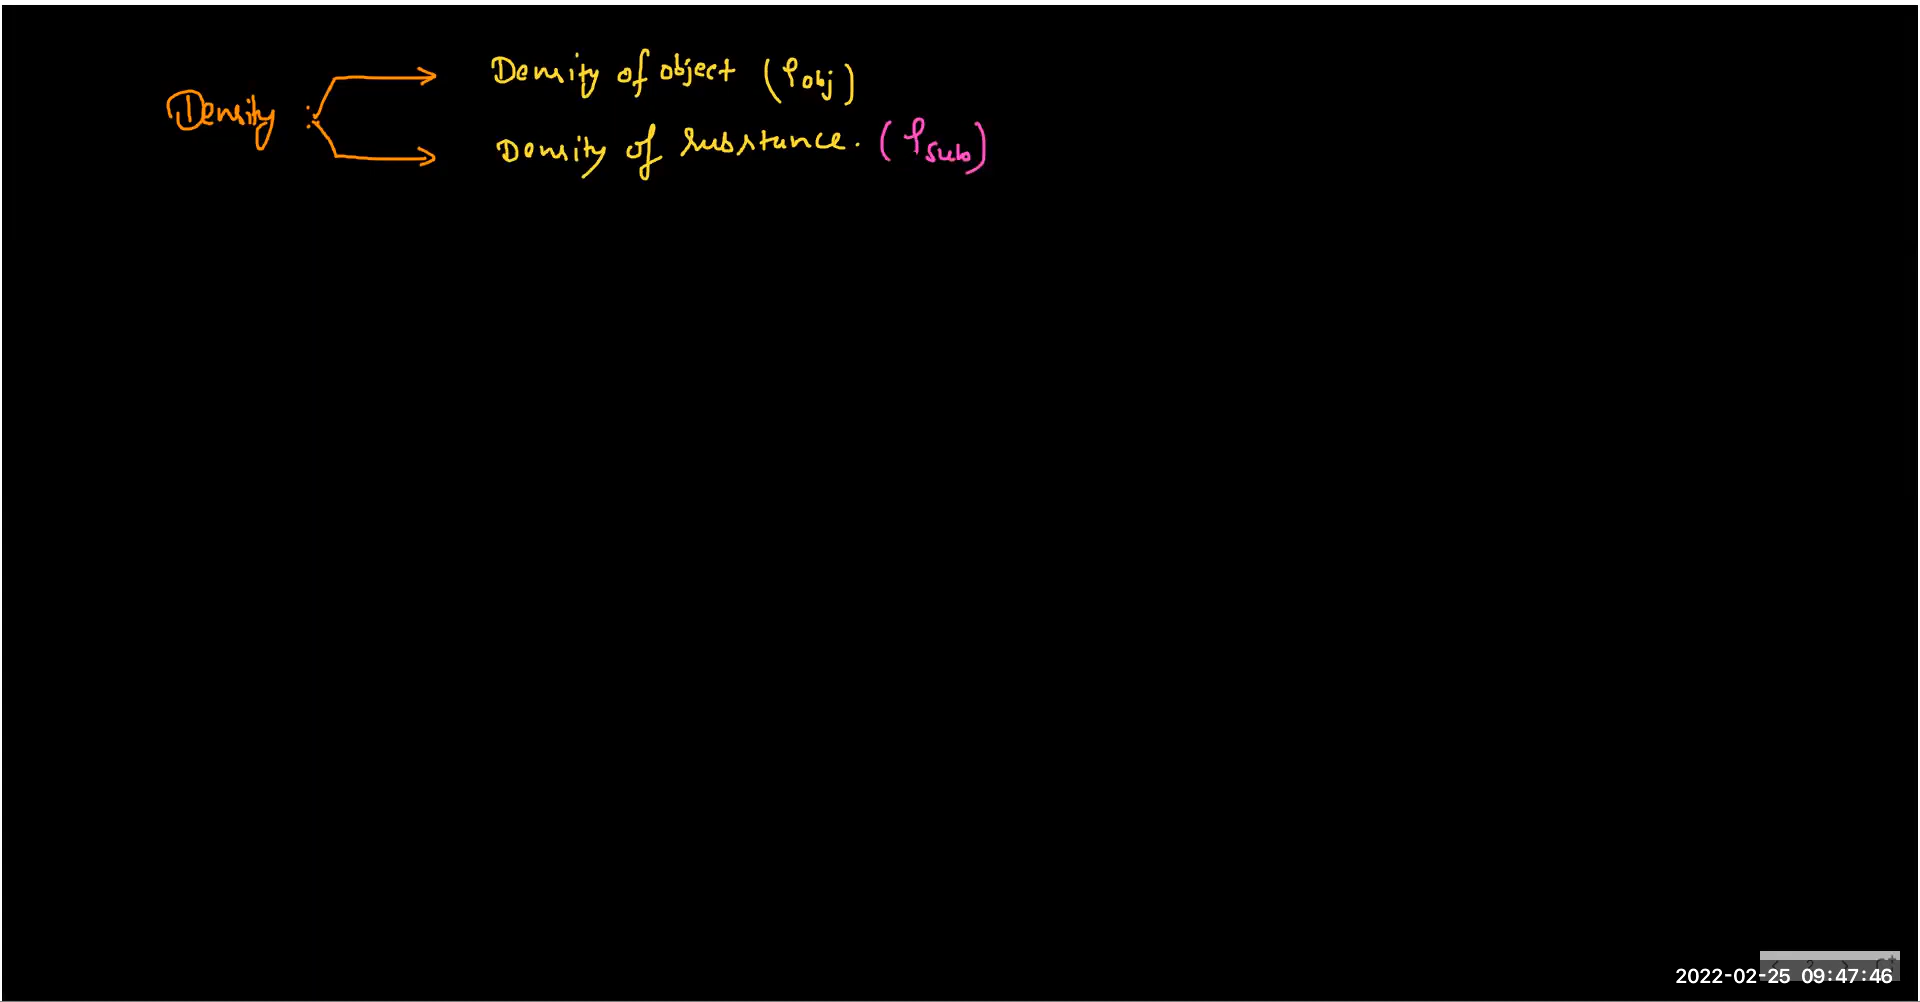 Density :
Density of object (ρobj)
Density of substance. (ρsub)
2022-02-25 09:47:46